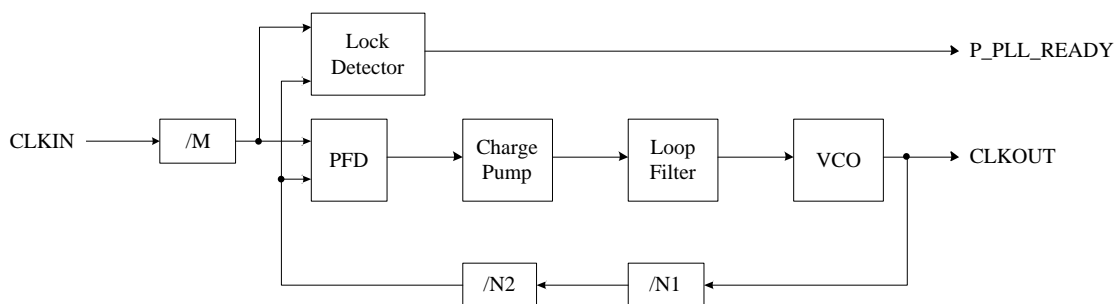 Lock
Detector
P_PLL_READY
CLKIN
/M
PFD
Charge
Pump
Loop
Filter
VCO
CLKOUT
/N2
/N1